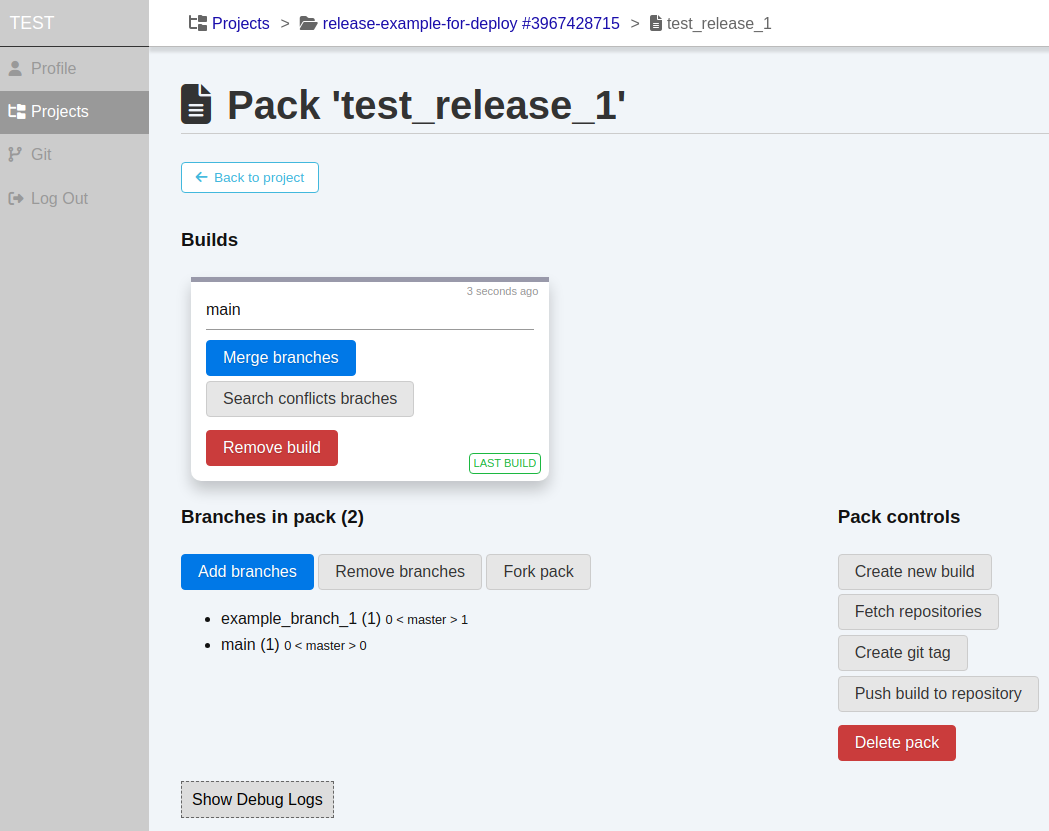 TEST
Projects > release-example-for-deploy #3967428715 > test_release_1
Profile
Projects
Git
Log Out
Pack 'test_release_1'
Back to project
Builds
3 seconds ago
main
Merge branches
Search conflicts braches
Remove build
LAST BUILD
Branches in pack (2)
Add branches Remove branches Fork pack
example_branch_1 (1) 0 < master > 1
main (1) 0 < master > 0
Pack controls
Create new build
Fetch repositories
Create git tag
Push build to repository
Delete pack
Show Debug Logs